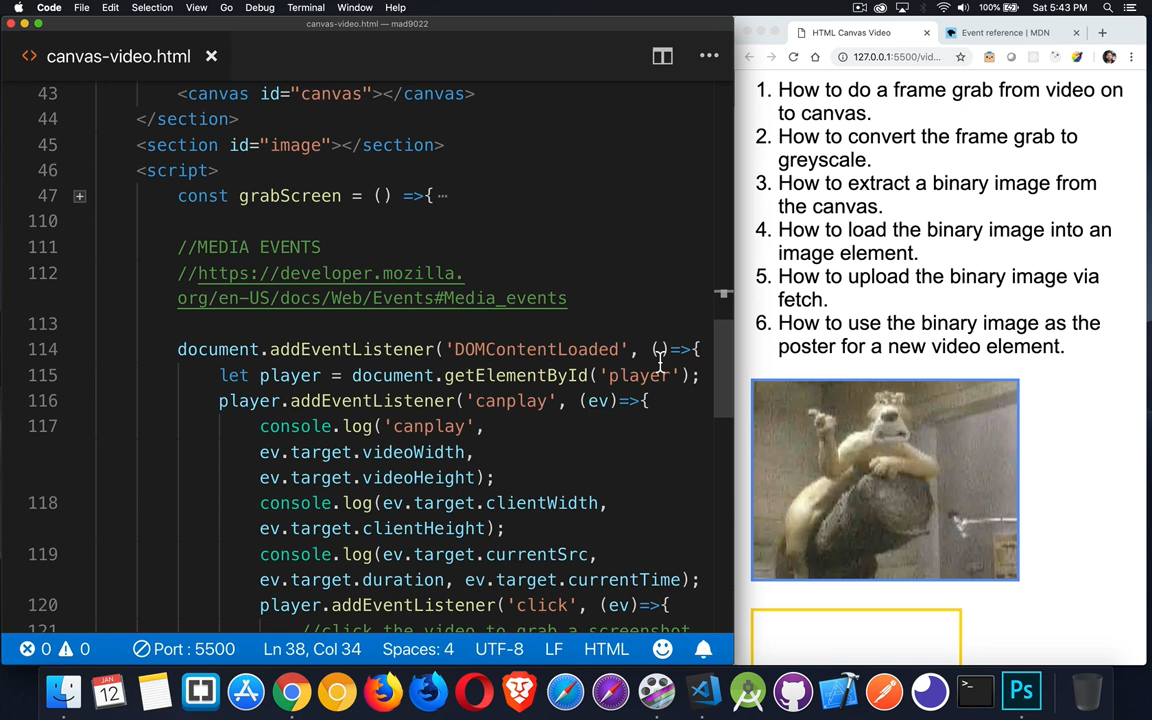 Code File Edit Selection View Go Debug Terminal Window Help 100% Sat 5:43 PM
canvas-video.html — mad9022
<> canvas-video.html ×
43 <canvas id="canvas"></canvas>
44 </section>
45 <section id="image"></section>
46 <script>
47 const grabScreen = () =>{…
110
111 //MEDIA EVENTS
112 //https://developer.mozilla.
org/en-US/docs/Web/Events#Media_events
113
114 document.addEventListener('DOMContentLoaded', ()=>{
115 let player = document.getElementById('player');
116 player.addEventListener('canplay', (ev)=>{
117 console.log('canplay',
ev.target.videoWidth,
ev.target.videoHeight);
118 console.log(ev.target.clientWidth,
ev.target.clientHeight);
119 console.log(ev.target.currentSrc,
ev.target.duration, ev.target.currentTime);
120 player.addEventListener('click', (ev)=>{
121 //click the video to grab a screenshot
0 0 Port : 5500 Ln 38, Col 34 Spaces: 4 UTF-8 LF HTML
HTML Canvas Video × Event reference | MDN × +
127.0.0.1:5500/vid...
1. How to do a frame grab from video on
to canvas.
2. How to convert the frame grab to
greyscale.
3. How to extract a binary image from
the canvas.
4. How to load the binary image into an
image element.
5. How to upload the binary image via
fetch.
6. How to use the binary image as the
poster for a new video element.
JAN
12
>_
Ps